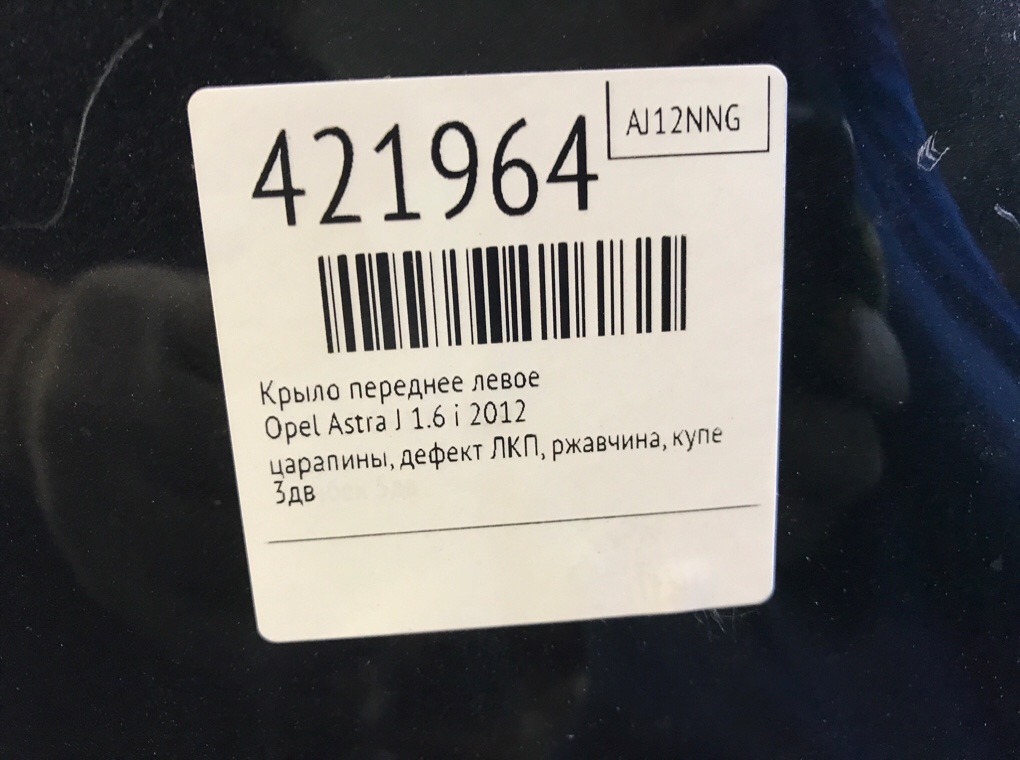 421964
AJ12NNG
Крыло переднее левое
Opel Astra J 1.6 i 2012
царапины, дефект ЛКП, ржавчина, купе
3дв